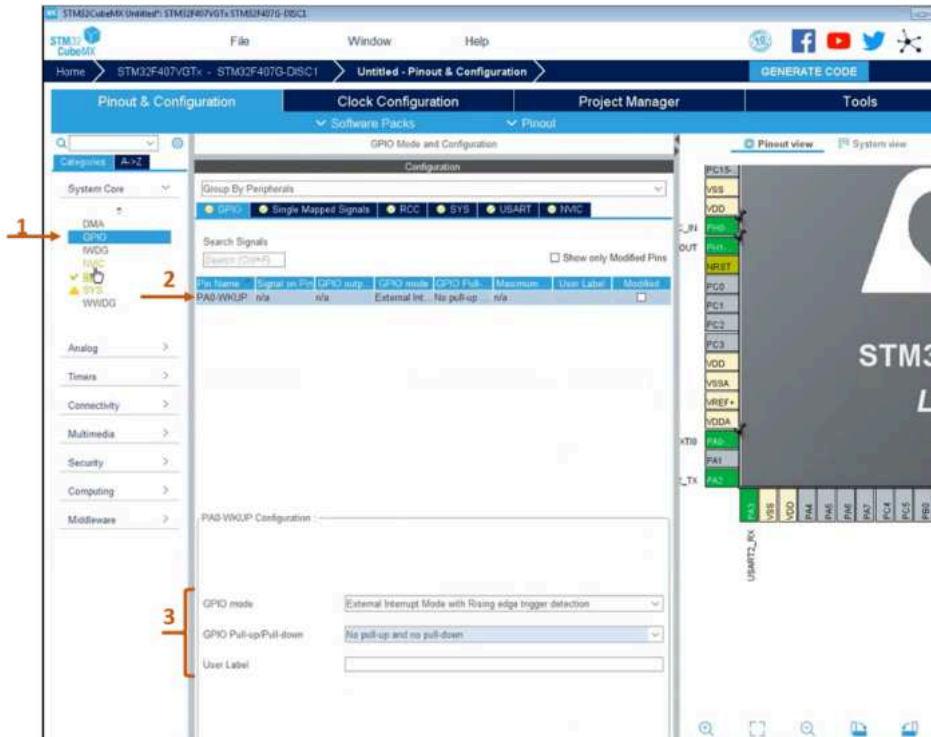 STM32CubeMX Untitled*: STM32F407VGTx STM32F407G-DISC1
STM32
CubeMX
File Window Help
Home STM32F407VGTx - STM32F407G-DISC1 Untitled - Pinout & Configuration GENERATE CODE
Pinout & Configuration Clock Configuration Project Manager Tools
Software Packs Pinout
GPIO Mode and Configuration
Pinout view System view
Categories A->Z
Configuration
System Core
Group By Peripherals
GPIO Single Mapped Signals RCC SYS USART NVIC
1
DMA
GPIO
IWDG
NVIC
SYS
WWDG
Search Signals
Search (Ctrl+F)
Show only Modified Pins
2
Pin Name Signal on Pin GPIO outp... GPIO mode GPIO Pull-... Maximum User Label Modified
PA0-WKUP n/a n/a External Int... No pull-up ... n/a
Analog
Timers
Connectivity
Multimedia
Security
Computing
Middleware
PA0-WKUP Configuration :
3
GPIO mode External Interrupt Mode with Rising edge trigger detection
GPIO Pull-up/Pull-down No pull-up and no pull-down
User Label
PC15-
VSS
VDD
C_IN PH0-
OUT PH1-
NRST
PC0
PC1
PC2
PC3
VDD
VSSA
VREF+
VDDA
XTI0 PA0-
PA1
_TX PA2
STM3
L
PA3 VSS VDD PA4 PA5 PA6 PA7 PC4 PC5 PB0
USART2_RX